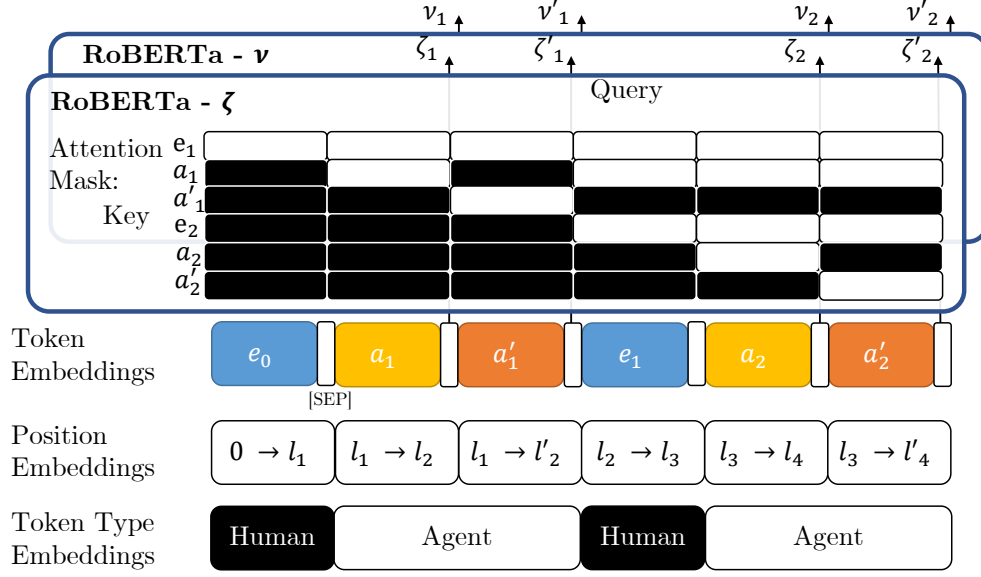 ν₁ ν'₁ ν₂ ν'₂
RoBERTa - ν ζ₁ ζ'₁ ζ₂ ζ'₂
RoBERTa - ζ Query
Attention
Mask:
Key
e₁
a₁
a'₁
e₂
a₂
a'₂
Token
Embeddings
e₀ a₁ a'₁ e₁ a₂ a'₂
[SEP]
Position
Embeddings
0 → l₁ l₁ → l₂ l₁ → l'₂ l₂ → l₃ l₃ → l₄ l₃ → l'₄
Token Type
Embeddings
Human Agent Human Agent